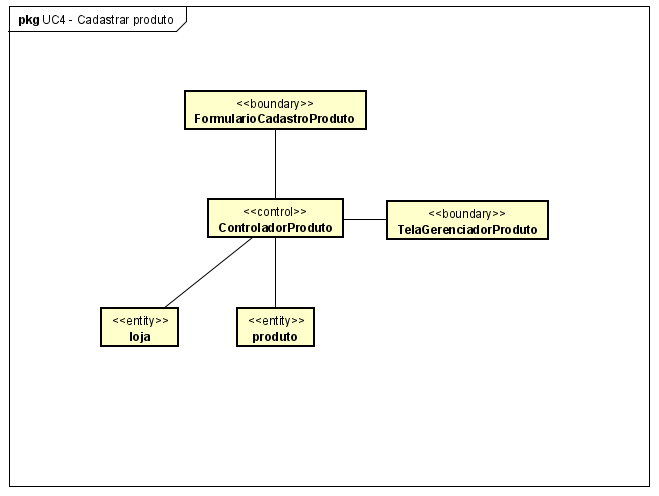 pkg UC4 - Cadastrar produto
<<boundary>>
FormularioCadastroProduto
<<control>>
ControladorProduto
<<boundary>>
TelaGerenciadorProduto
<<entity>>
loja
<<entity>>
produto